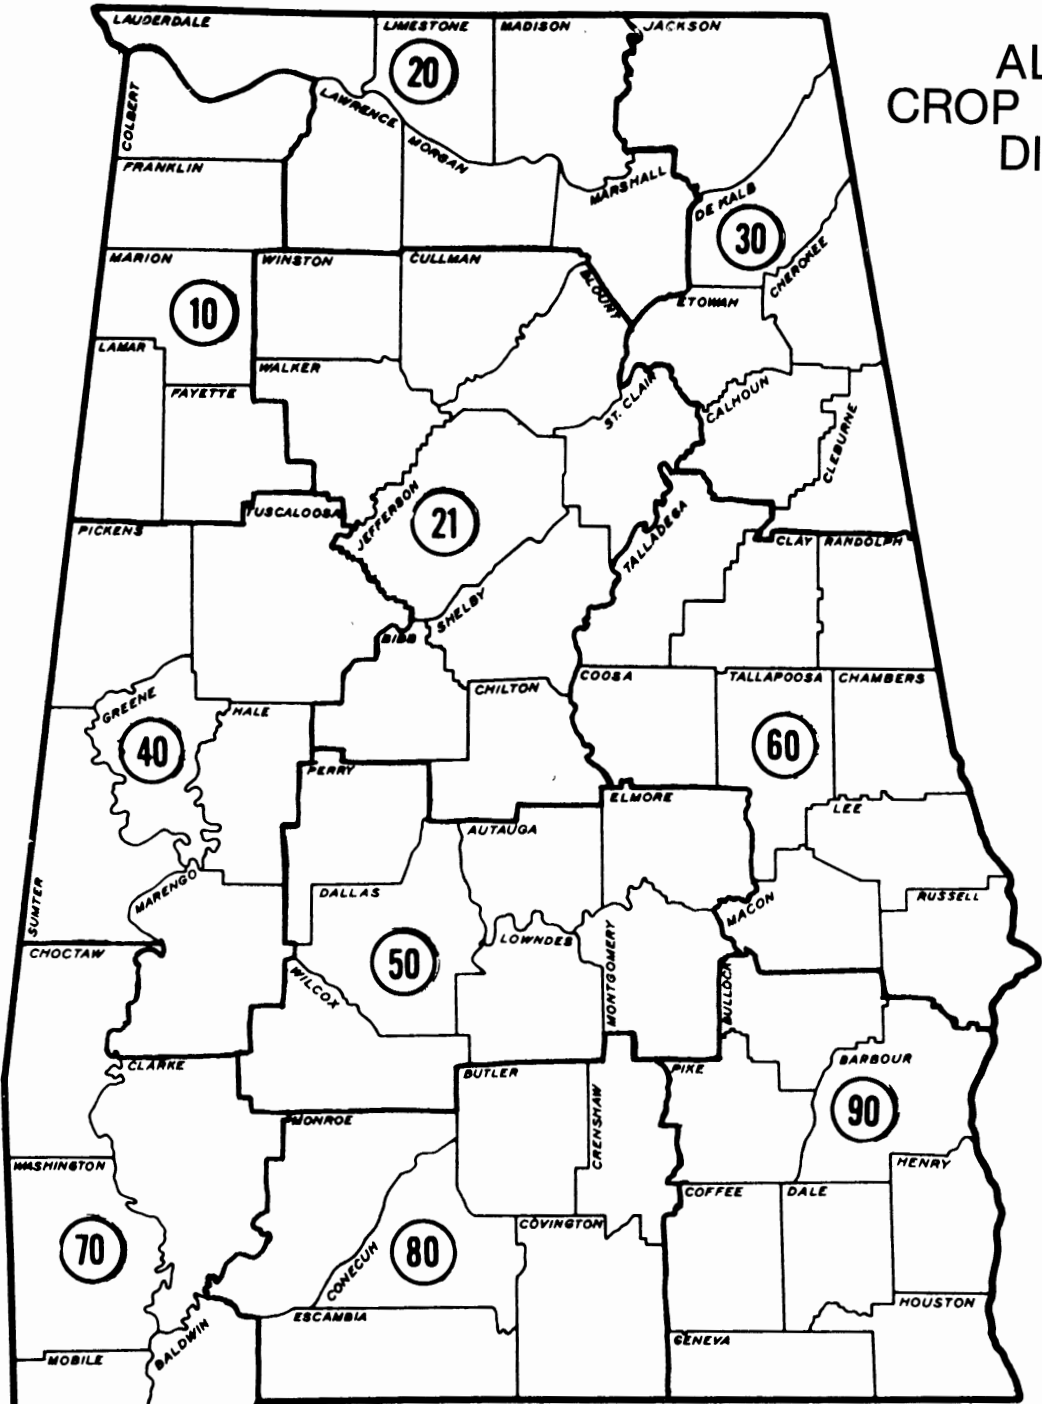 AL
CROP
DI
LAUDERDALE
LIMESTONE
MADISON
JACKSON
20
COLBERT
LAWRENCE
MORGAN
FRANKLIN
MARSHALL
DE KALB
30
MARION
WINSTON
CULLMAN
BLOUNT
ETOWAH
CHEROKEE
10
LAMAR
WALKER
FAYETTE
ST. CLAIR
CALHOUN
CLEBURNE
TUSCALOOSA
JEFFERSON
21
TALLADEGA
PICKENS
CLAY
RANDOLPH
SHELBY
BIBB
CHILTON
COOSA
TALLAPOOSA
CHAMBERS
GREENE
HALE
40
60
PERRY
ELMORE
LEE
AUTAUGA
SUMTER
MARENGO
DALLAS
MACON
RUSSELL
CHOCTAW
50
LOWNDES
MONTGOMERY
WILCOX
BULLOCK
CLARKE
BUTLER
PIKE
BARBOUR
90
MONROE
CRENSHAW
WASHINGTON
HENRY
COFFEE
DALE
70
CONECUH
80
COVINGTON
ESCAMBIA
HOUSTON
MOBILE
BALDWIN
GENEVA